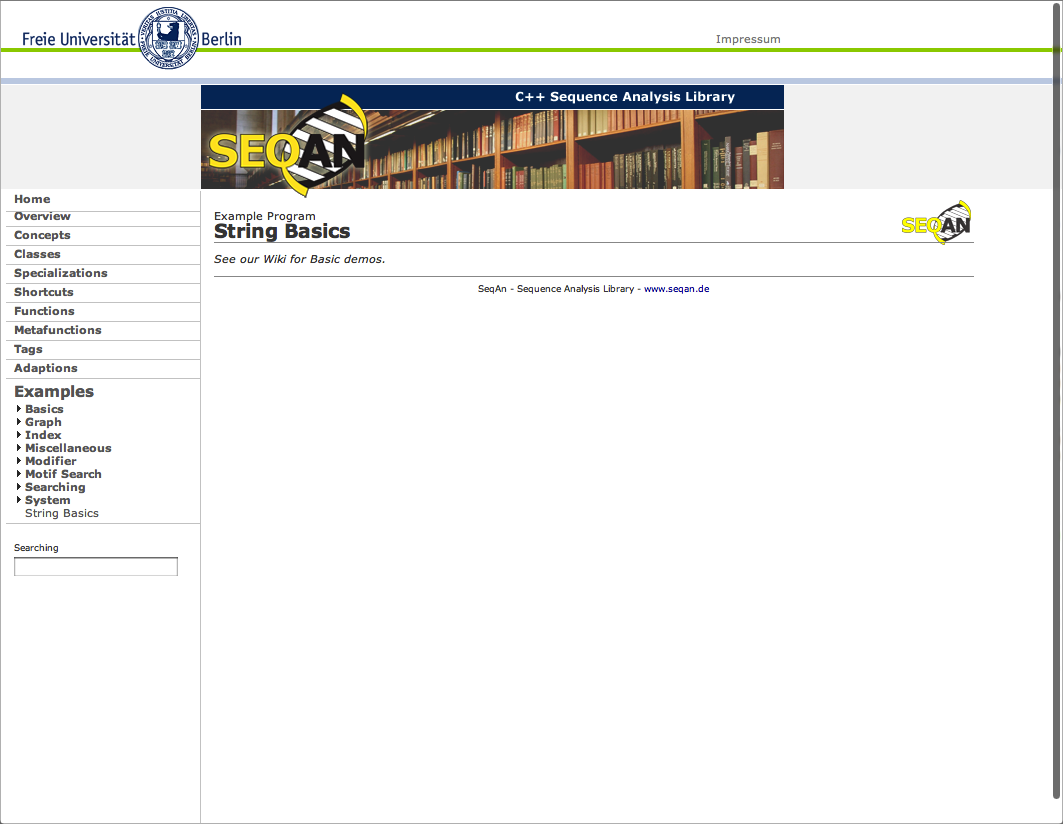 Freie Universität Berlin
Impressum
C++ Sequence Analysis Library
SEQAN
Home
Overview
Concepts
Classes
Specializations
Shortcuts
Functions
Metafunctions
Tags
Adaptions
Examples
Basics
Graph
Index
Miscellaneous
Modifier
Motif Search
Searching
System
String Basics
Searching
Example Program
String Basics
SEQAN
See our Wiki for Basic demos.
SeqAn - Sequence Analysis Library - www.seqan.de